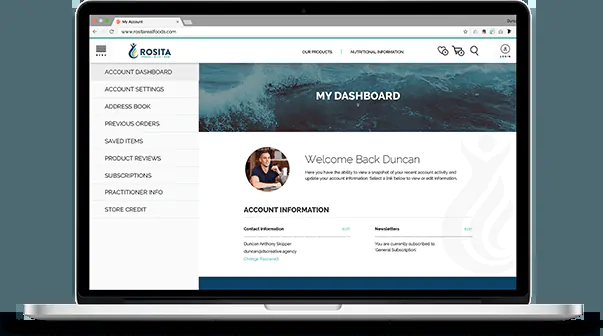 My Account
Duncan
www.rositarealfoods.com
MENU
ROSITA
OUR PRODUCTS
NUTRITIONAL INFORMATION
LOGIN
ACCOUNT DASHBOARD
ACCOUNT SETTINGS
ADDRESS BOOK
PREVIOUS ORDERS
SAVED ITEMS
PRODUCT REVIEWS
SUBSCRIPTIONS
PRACTITIONER INFO
STORE CREDIT
MY DASHBOARD
Welcome Back Duncan
Here you have the ability to view a snapshot of your recent account activity and
update your account information. Select a link below to view or edit information.
ACCOUNT INFORMATION
Contact Information
EDIT
Duncan Anthony Skipper
Change Password
Newsletters
EDIT
You are currently subscribed to
'General Subscription'.